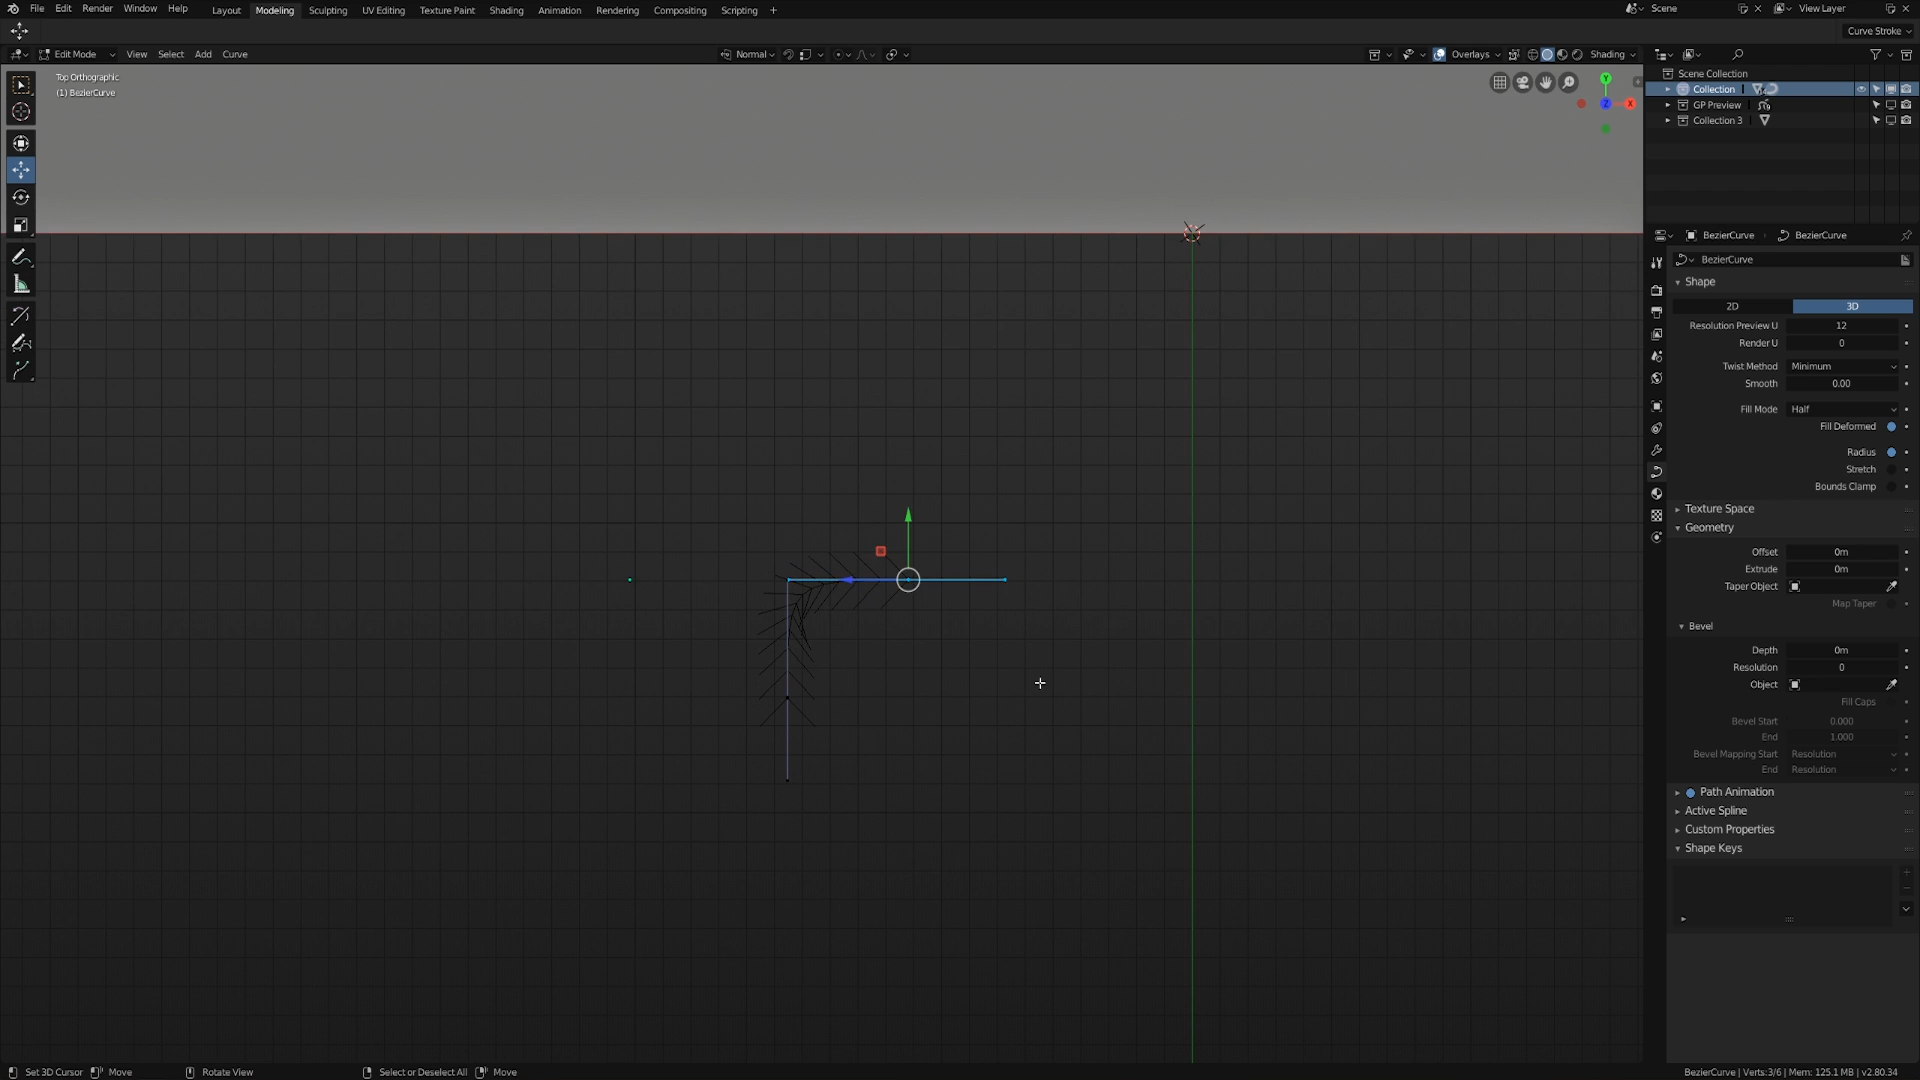 File Edit Render Window Help Layout Modeling Sculpting UV Editing Texture Paint Shading Animation Rendering Compositing Scripting + Scene View Layer
Curve Stroke
Edit Mode View Select Add Curve Normal Overlays Shading
Top Orthographic
(1) BezierCurve
Y
Z
X
Scene Collection
Collection
GP Preview
Collection 3
BezierCurve BezierCurve
BezierCurve
Shape
2D 3D
Resolution Preview U 12
Render U 0
Twist Method Minimum
Smooth 0.00
Fill Mode Half
Fill Deformed
Radius
Stretch
Bounds Clamp
Texture Space
Geometry
Offset 0m
Extrude 0m
Taper Object
Map Taper
Bevel
Depth 0m
Resolution 0
Object
Fill Caps
Bevel Start 0.000
End 1.000
Bevel Mapping Start Resolution
End Resolution
Path Animation
Active Spline
Custom Properties
Shape Keys
Set 3D Cursor Move Rotate View Select or Deselect All Move BezierCurve | Verts:3/6 | Mem: 125.1 MB | v2.80.34